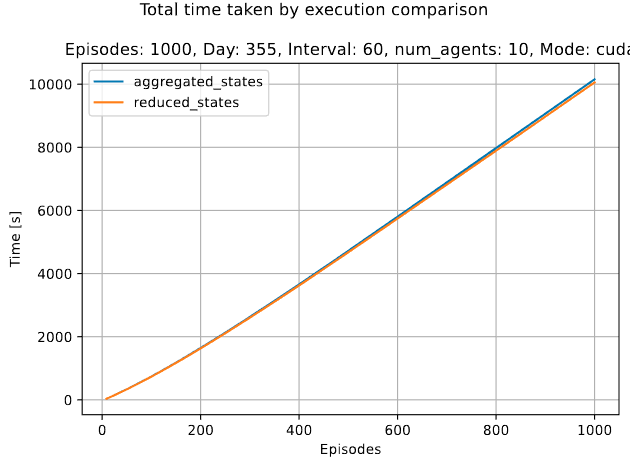 Total time taken by execution comparison
Episodes: 1000, Day: 355, Interval: 60, num_agents: 10, Mode: cuda
aggregated_states
reduced_states
10000
8000
6000
4000
2000
0
Time [s]
0 200 400 600 800 1000
Episodes